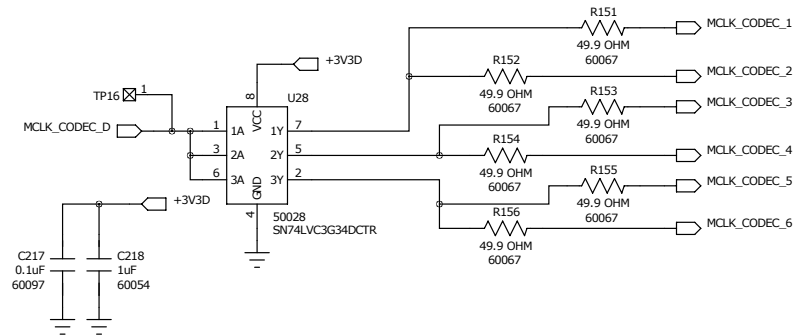 R151
49.9 OHM
60067
MCLK_CODEC_1
+3V3D
R152
49.9 OHM
60067
MCLK_CODEC_2
TP16 1
8
U28
R153
49.9 OHM
60067
MCLK_CODEC_3
MCLK_CODEC_D
1 1A VCC 1Y 7
3 2A 2Y 5
6 3A GND 3Y 2
4
R154
49.9 OHM
60067
MCLK_CODEC_4
R155
49.9 OHM
60067
MCLK_CODEC_5
+3V3D
50028
SN74LVC3G34DCTR
R156
49.9 OHM
60067
MCLK_CODEC_6
C217
0.1uF
60097
C218
1uF
60054